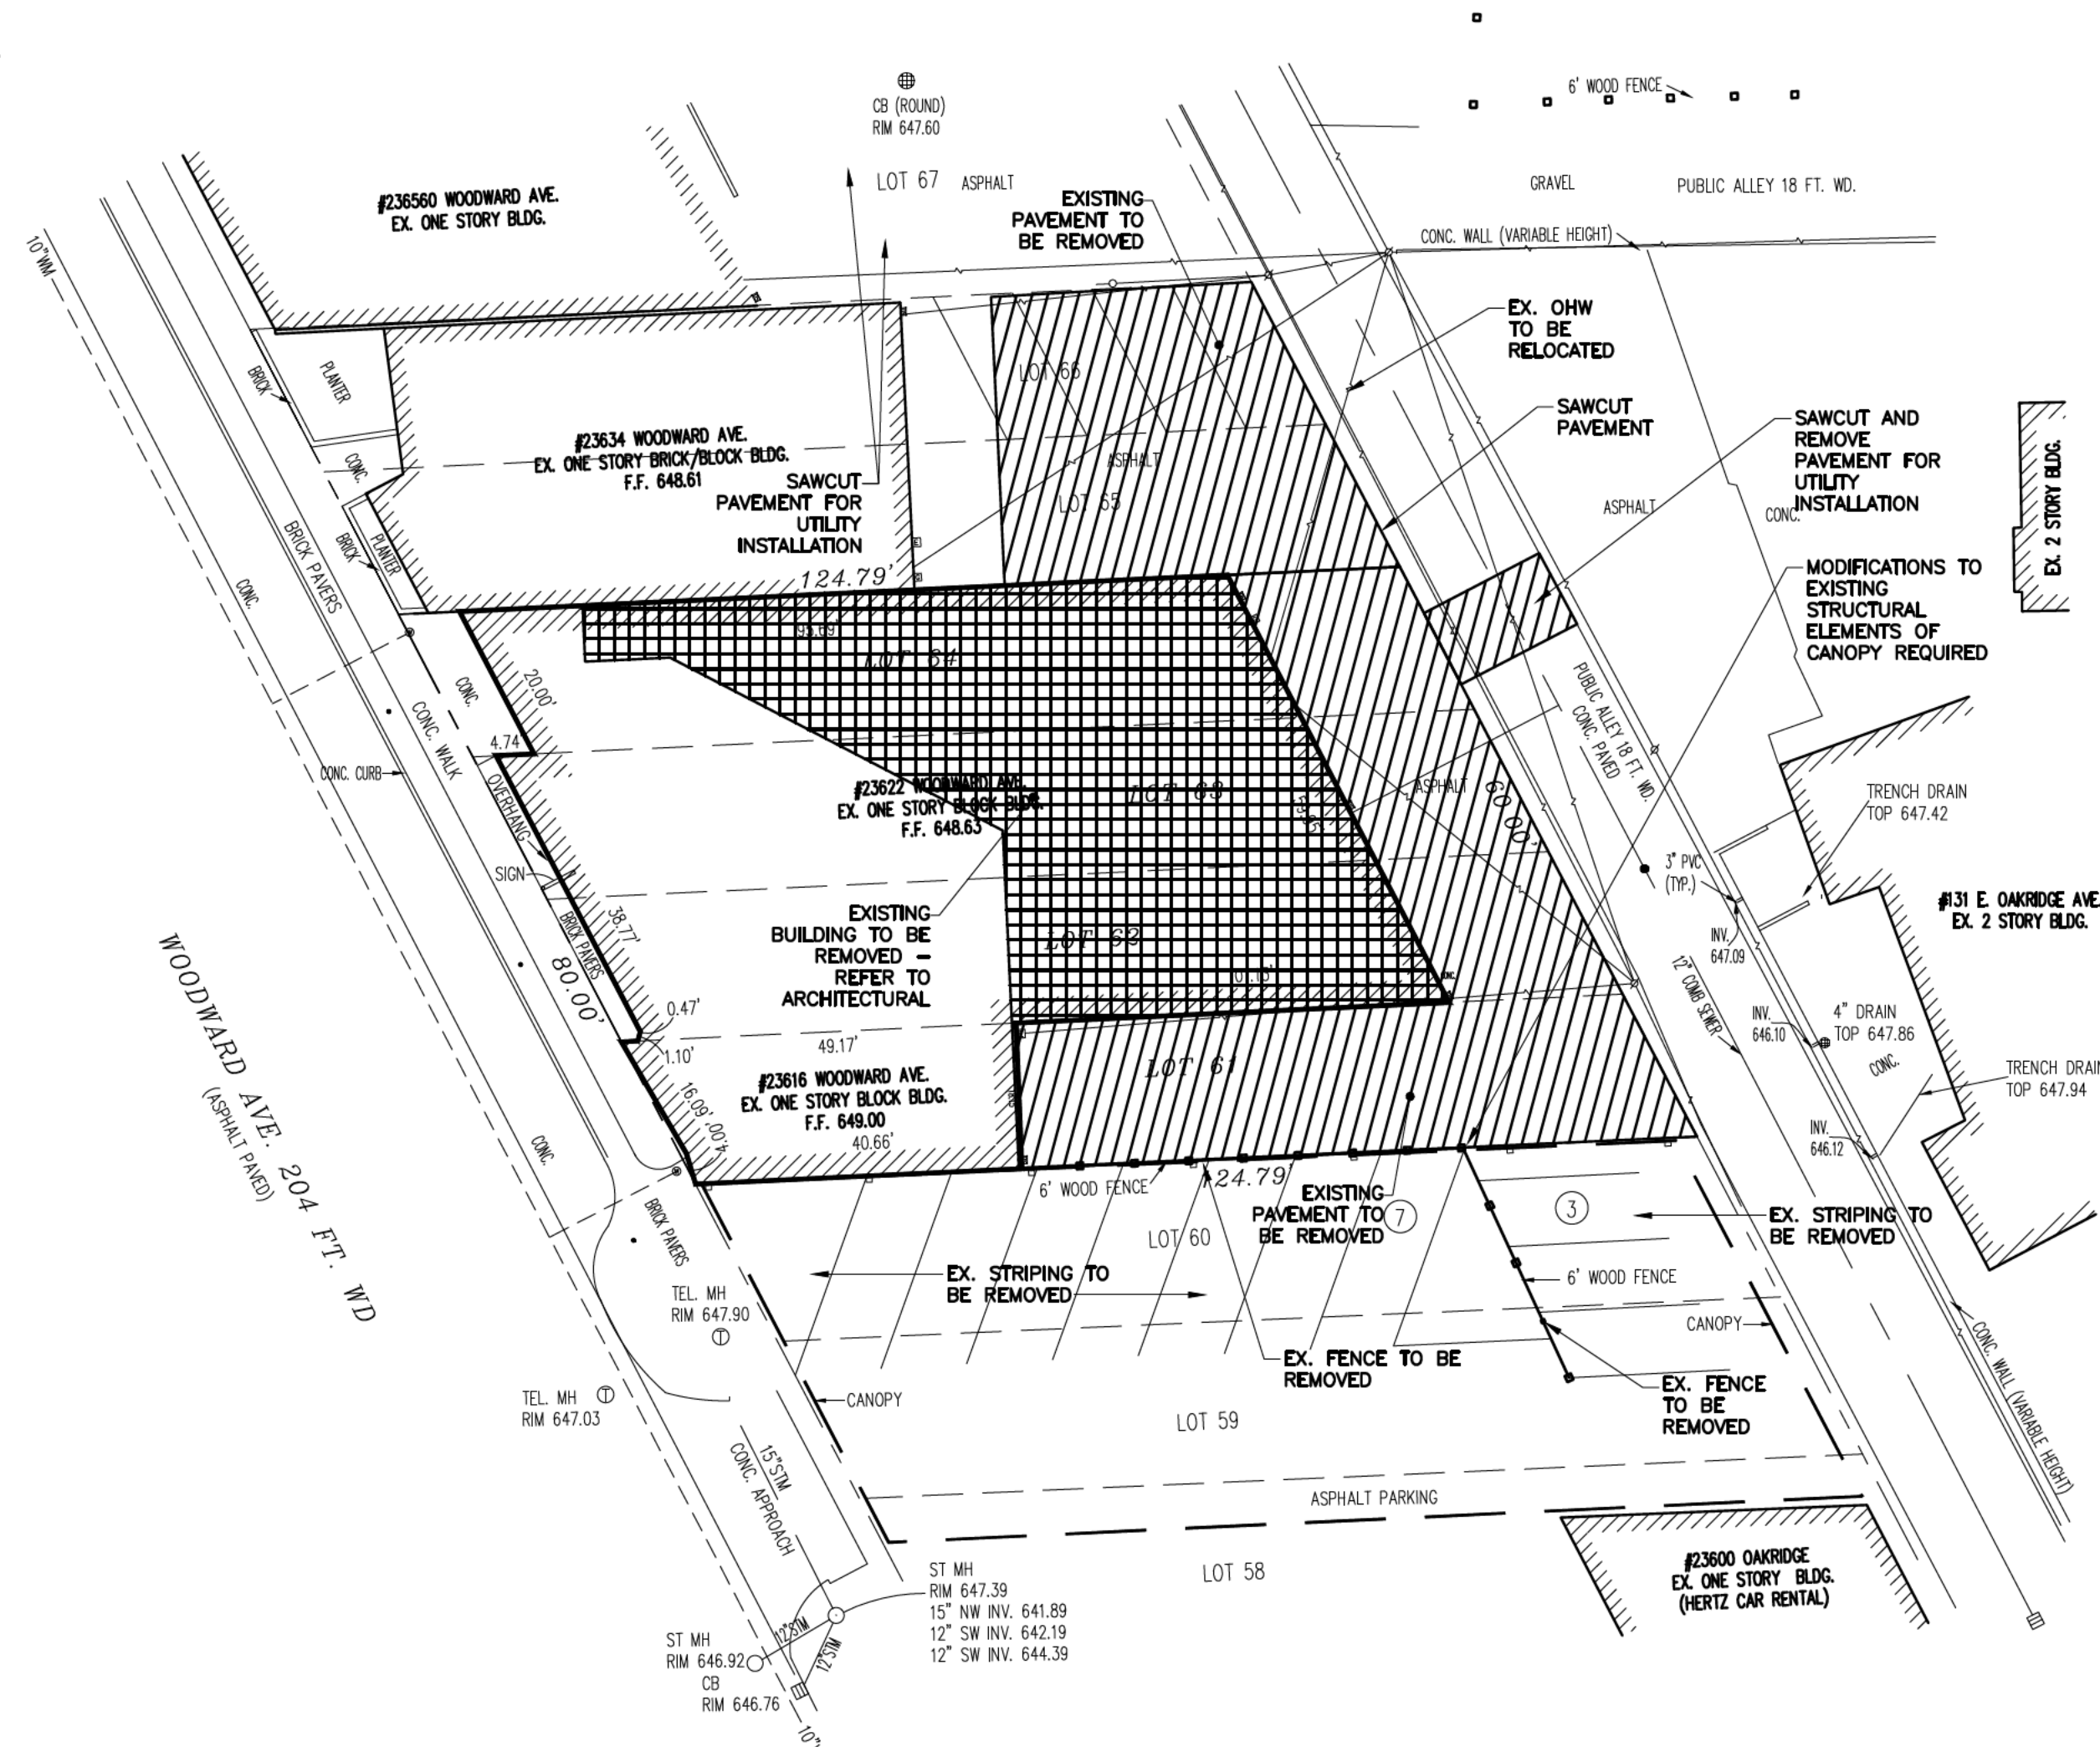 6' WOOD FENCE
CB (ROUND)
RIM 647.60
LOT 67
ASPHALT
GRAVEL
PUBLIC ALLEY 18 FT. WD.
#236560 WOODWARD AVE.
EX. ONE STORY BLDG.
EXISTING
PAVEMENT TO
BE REMOVED
CONC. WALL (VARIABLE HEIGHT)
10"WM
EX. OHW
TO BE
RELOCATED
BRICK
PLANTER
LOT 66
SAWCUT
PAVEMENT
SAWCUT AND
REMOVE
PAVEMENT FOR
UTILITY
INSTALLATION
EX. 2 STORY BLDG.
#23634 WOODWARD AVE.
EX. ONE STORY BRICK/BLOCK BLDG.
F.F. 648.61
CONC.
ASPHALT
SAWCUT
PAVEMENT FOR
UTILITY
INSTALLATION
LOT 65
ASPHALT
CONC.
BRICK PAVERS
BRICK
PLANTER
124.79'
MODIFICATIONS TO
EXISTING
STRUCTURAL
ELEMENTS OF
CANOPY REQUIRED
CONC.
LOT 64
20.00'
CONC.
CONC. WALK
4.74'
CONC. CURB
OVERHANG
PUBLIC ALLEY 18 FT. WD.
CONC. PAVED
#23622 WOODWARD AVE.
EX. ONE STORY BLOCK BLDG.
F.F. 648.63
LOT 63
ASPHALT
60.00'
TRENCH DRAIN
TOP 647.42
SIGN
3" PVC
(TYP.)
38.77'
BRICK PAVERS
80.00'
EXISTING
BUILDING TO BE
REMOVED –
REFER TO
ARCHITECTURAL
LOT 62
CONC.
#131 E. OAKRIDGE AVE.
EX. 2 STORY BLDG.
INV.
647.09
12" COMB SEWER
0.47'
1.10'
49.17'
INV.
646.10
4" DRAIN
TOP 647.86
CONC.
WOODWARD AVE. 204 FT. WD
(ASPHALT PAVED)
#23616 WOODWARD AVE.
EX. ONE STORY BLOCK BLDG.
F.F. 649.00
40.66'
16.09'
4.00'
LOT 61
TRENCH DRAIN
TOP 647.94
INV.
646.12
CONC.
6' WOOD FENCE
124.79'
EXISTING
PAVEMENT TO
BE REMOVED
7
3
EX. STRIPING TO
BE REMOVED
BRICK PAVERS
LOT 60
EX. STRIPING TO
BE REMOVED
6' WOOD FENCE
TEL. MH
RIM 647.90
CANOPY
EX. FENCE TO BE
REMOVED
CONC. WALL (VARIABLE HEIGHT)
TEL. MH
RIM 647.03
CANOPY
EX. FENCE
TO BE
REMOVED
LOT 59
15"STM
CONC. APPROACH
ASPHALT PARKING
LOT 58
#23600 OAKRIDGE
EX. ONE STORY BLDG.
(HERTZ CAR RENTAL)
ST MH
RIM 647.39
15" NW INV. 641.89
12" SW INV. 642.19
12" SW INV. 644.39
ST MH
RIM 646.92
12"STM
12"STM
CB
RIM 646.76
10"